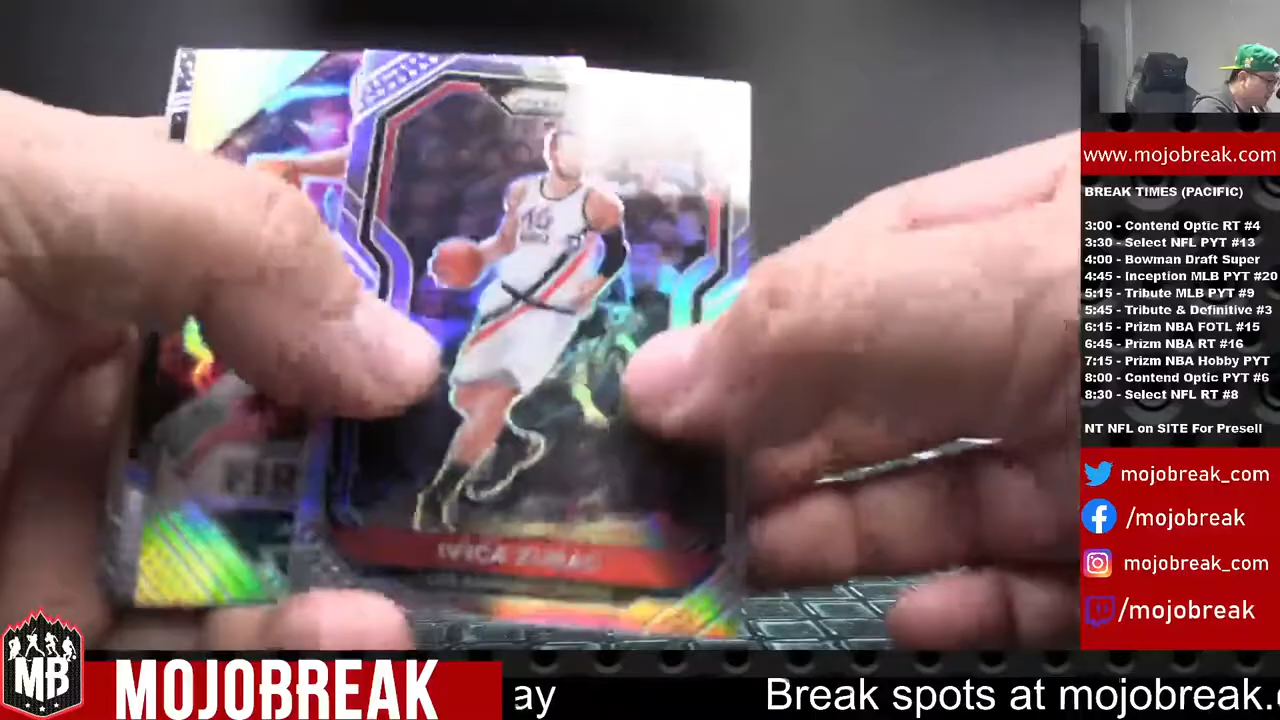 IVICA ZUBAC
FIR
www.mojobreak.com
BREAK TIMES (PACIFIC)
3:00 - Contend Optic RT #4
3:30 - Select NFL PYT #13
4:00 - Bowman Draft Super
4:45 - Inception MLB PYT #20
5:15 - Tribute MLB PYT #9
5:45 - Tribute & Definitive #3
6:15 - Prizm NBA FOTL #15
6:45 - Prizm NBA RT #16
7:15 - Prizm NBA Hobby PYT
8:00 - Contend Optic PYT #6
8:30 - Select NFL RT #8
NT NFL on SITE For Presell
mojobreak_com
/mojobreak
mojobreak_com
/mojobreak
MB
MOJOBREAK
ay
Break spots at mojobreak.